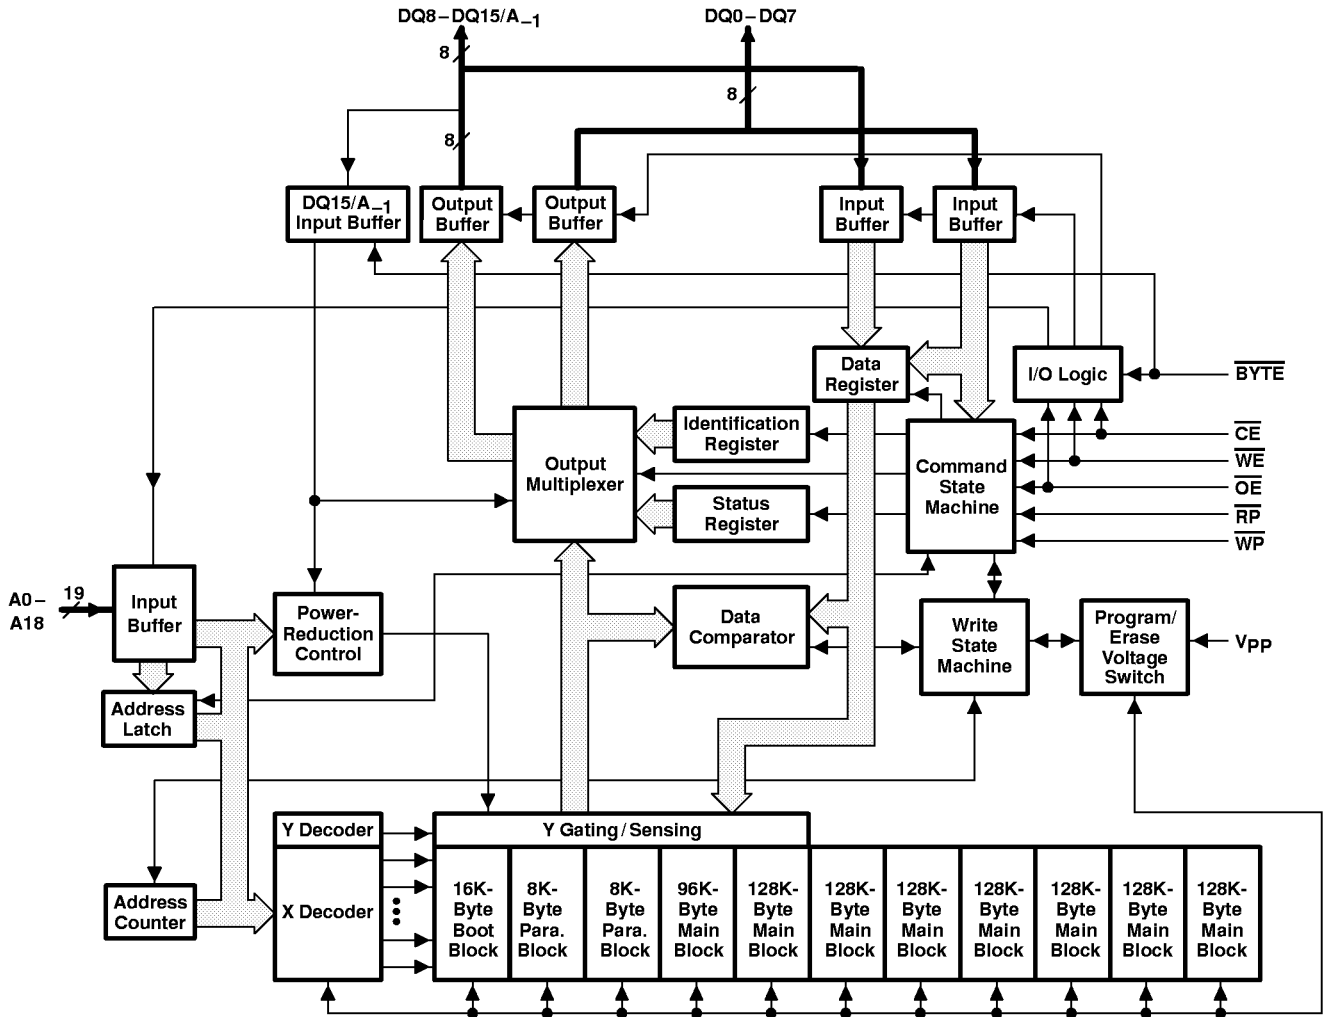 DQ8–DQ15/A–1
DQ0–DQ7
8
8
8
DQ15/A–1
Input Buffer
Output
Buffer
Output
Buffer
Input
Buffer
Input
Buffer
Data
Register
I/O Logic
BYTE
Identification
Register
Output
Multiplexer
Command
State
Machine
CE
WE
OE
RP
WP
Status
Register
A0–
A18
19
Input
Buffer
Power-
Reduction
Control
Data
Comparator
Write
State
Machine
Program/
Erase
Voltage
Switch
VPP
Address
Latch
Y Decoder
Y Gating/Sensing
Address
Counter
X Decoder
16K-
Byte
Boot
Block
8K-
Byte
Para.
Block
8K-
Byte
Para.
Block
96K-
Byte
Main
Block
128K-
Byte
Main
Block
128K-
Byte
Main
Block
128K-
Byte
Main
Block
128K-
Byte
Main
Block
128K-
Byte
Main
Block
128K-
Byte
Main
Block
128K-
Byte
Main
Block